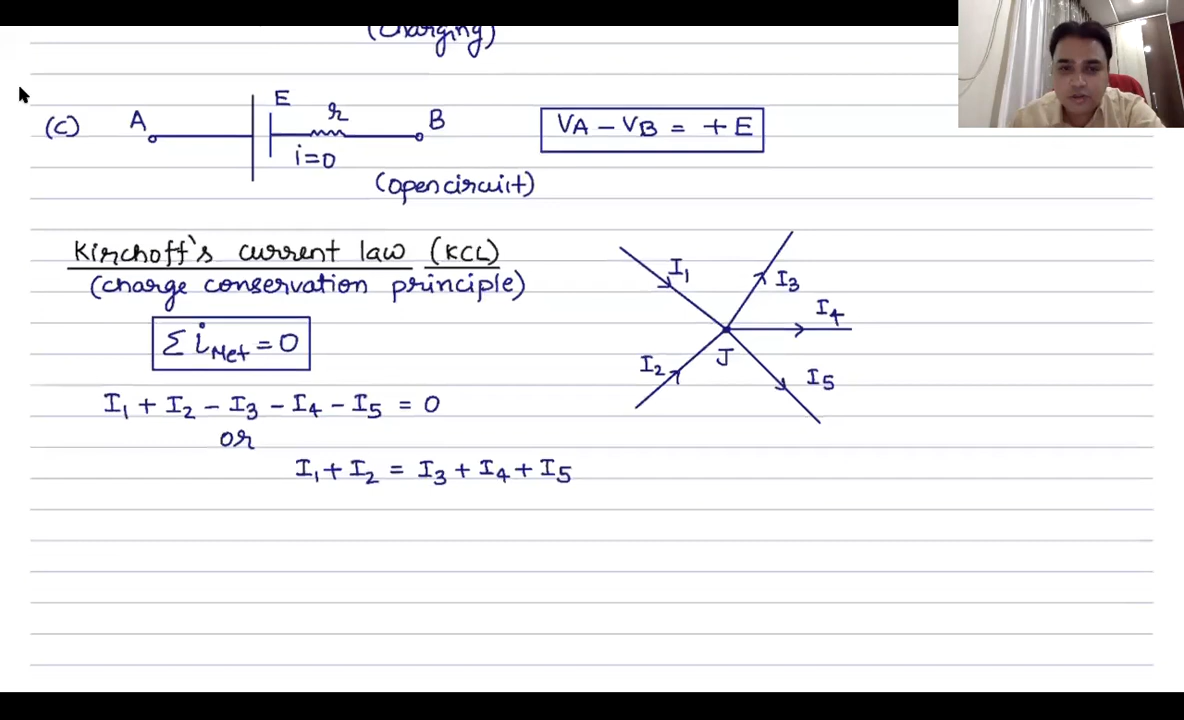 (Charging)
(C) A E r B VA - VB = + E
i=0
(open circuit)
Kirchoff's current law (KCL)
(charge conservation principle)
Σ iNet = 0
I1 + I2 - I3 - I4 - I5 = 0
or
I1 + I2 = I3 + I4 + I5
I1 I3
I4
I2 J I5